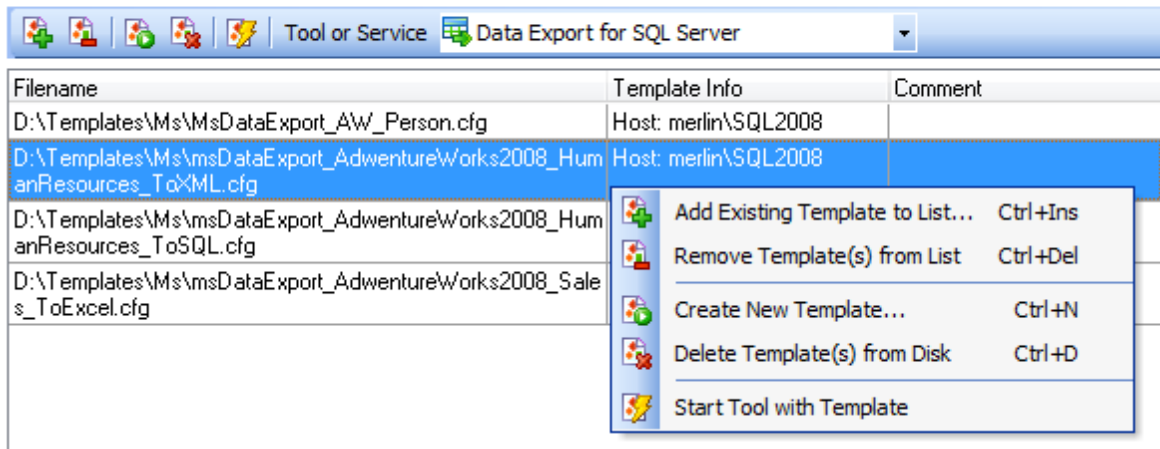 Tool or Service Data Export for SQL Server
Filename Template Info Comment
D:\Templates\Ms\MsDataExport_AW_Person.cfg Host: merlin\SQL2008
D:\Templates\Ms\msDataExport_AdwentureWorks2008_Hum Host: merlin\SQL2008
anResources_ToXML.cfg
D:\Templates\Ms\msDataExport_AdwentureWorks2008_Hum
anResources_ToSQL.cfg
D:\Templates\Ms\msDataExport_AdwentureWorks2008_Sale
s_ToExcel.cfg
Add Existing Template to List... Ctrl+Ins
Remove Template(s) from List Ctrl+Del
Create New Template... Ctrl+N
Delete Template(s) from Disk Ctrl+D
Start Tool with Template